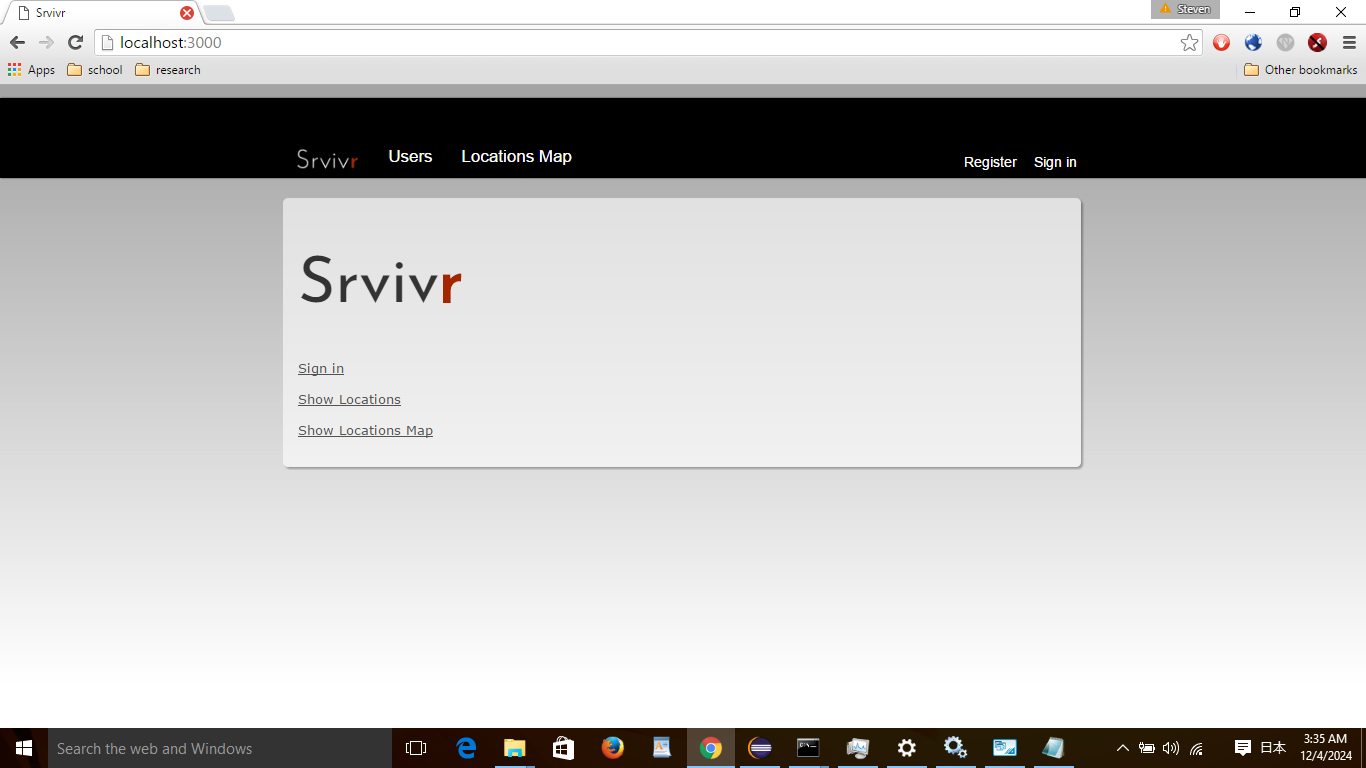 Srvivr
Steven
localhost:3000
Apps school research Other bookmarks
Srvivr Users Locations Map Register Sign in
Srvivr
Sign in
Show Locations
Show Locations Map
Search the web and Windows
日本
3:35 AM
12/4/2024